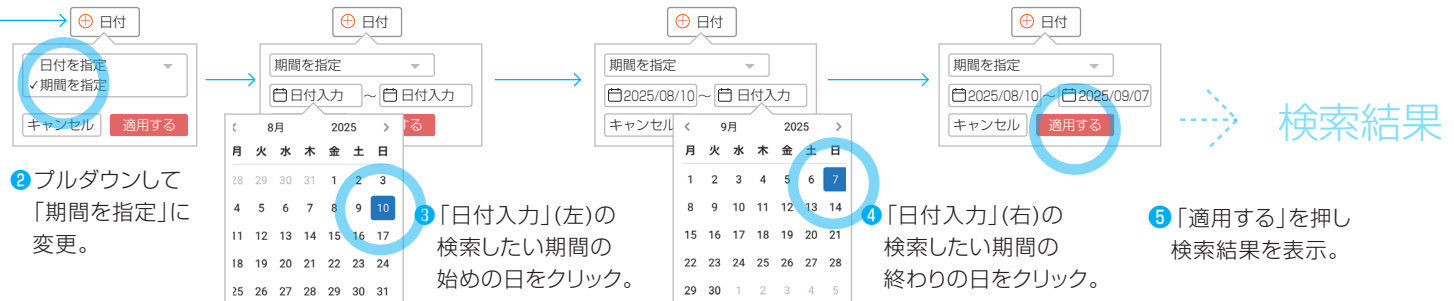 日付
日付を指定
✓期間を指定
キャンセル 適用する
❷プルダウンして
「期間を指定」に
変更。
日付
期間を指定
日付入力 ~ 日付入力
する
8月 2025
月 火 水 木 金 土 日
28 29 30 31 1 2 3
4 5 6 7 8 9 10
11 12 13 14 15 16 17
18 19 20 21 22 23 24
25 26 27 28 29 30 31
❸「日付入力」(左)の
検索したい期間の
始めの日をクリック。
日付
期間を指定
2025/08/10 ~ 日付入力
キャンセル
9月 2025
月 火 水 木 金 土 日
1 2 3 4 5 6 7
8 9 10 11 12 13 14
15 16 17 18 19 20 21
22 23 24 25 26 27 28
29 30 1 2 3 4 5
❹「日付入力」(右)の
検索したい期間の
終わりの日をクリック。
日付
期間を指定
2025/08/10 ~ 2025/09/07
キャンセル 適用する
❺「適用する」を押し
検索結果を表示。
検索結果